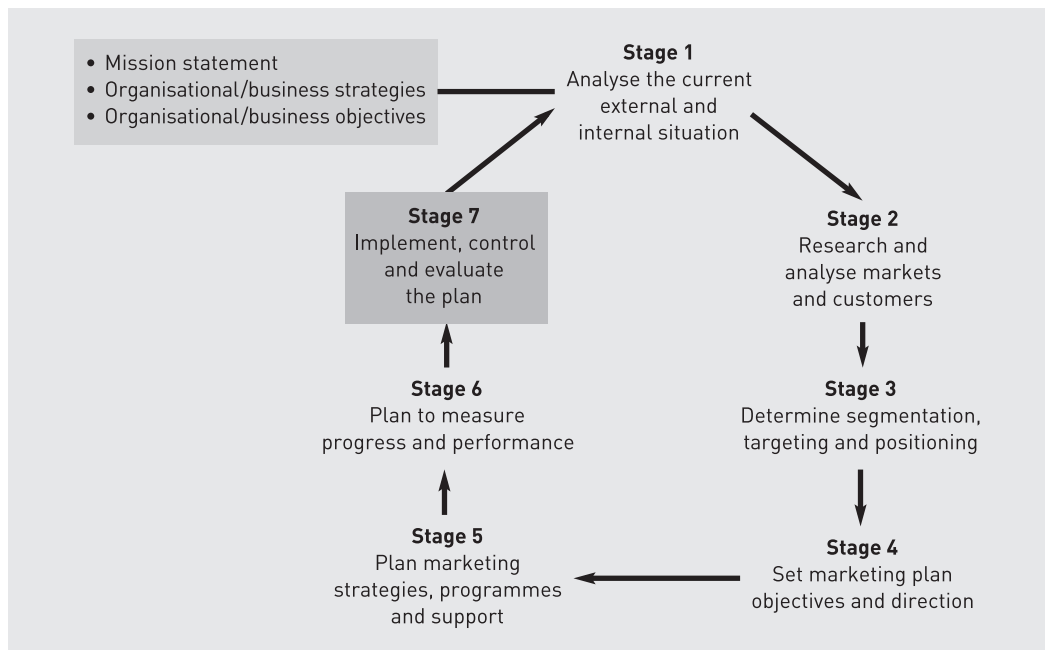 • Mission statement
• Organisational/business strategies
• Organisational/business objectives
Stage 1
Analyse the current
external and
internal situation
Stage 2
Research and
analyse markets
and customers
Stage 3
Determine segmentation,
targeting and positioning
Stage 4
Set marketing plan
objectives and direction
Stage 5
Plan marketing
strategies, programmes
and support
Stage 6
Plan to measure
progress and performance
Stage 7
Implement, control
and evaluate
the plan